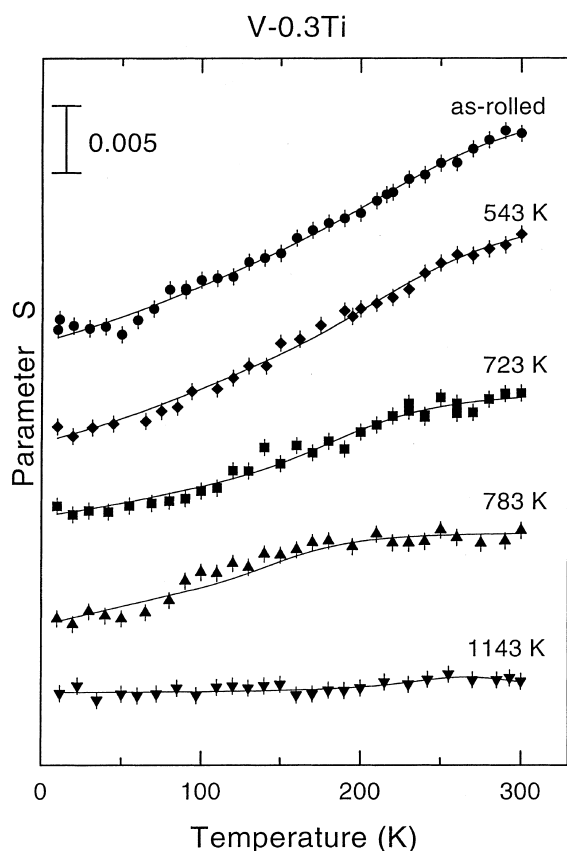 V-0.3Ti
as-rolled
0.005
543 K
723 K
Parameter S
783 K
1143 K
0 100 200 300
Temperature (K)